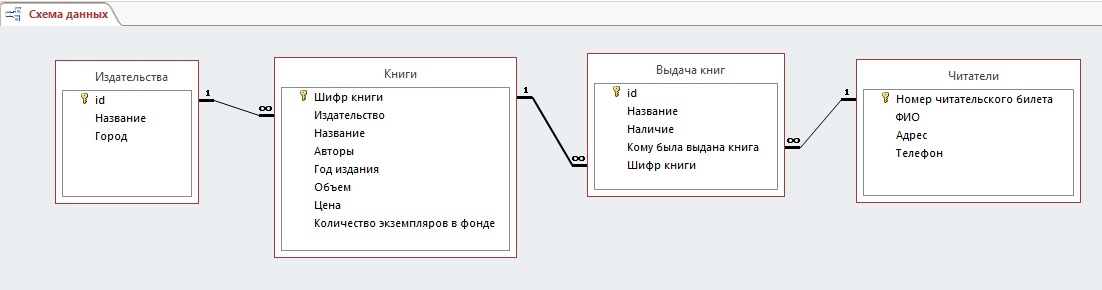 Схема данных
Издательства
id
Название
Город
1
∞
Книги
Шифр книги
Издательство
Название
Авторы
Год издания
Объем
Цена
Количество экземпляров в фонде
1
∞
Выдача книг
id
Название
Наличие
Кому была выдана книга
Шифр книги
∞
1
Читатели
Номер читательского билета
ФИО
Адрес
Телефон